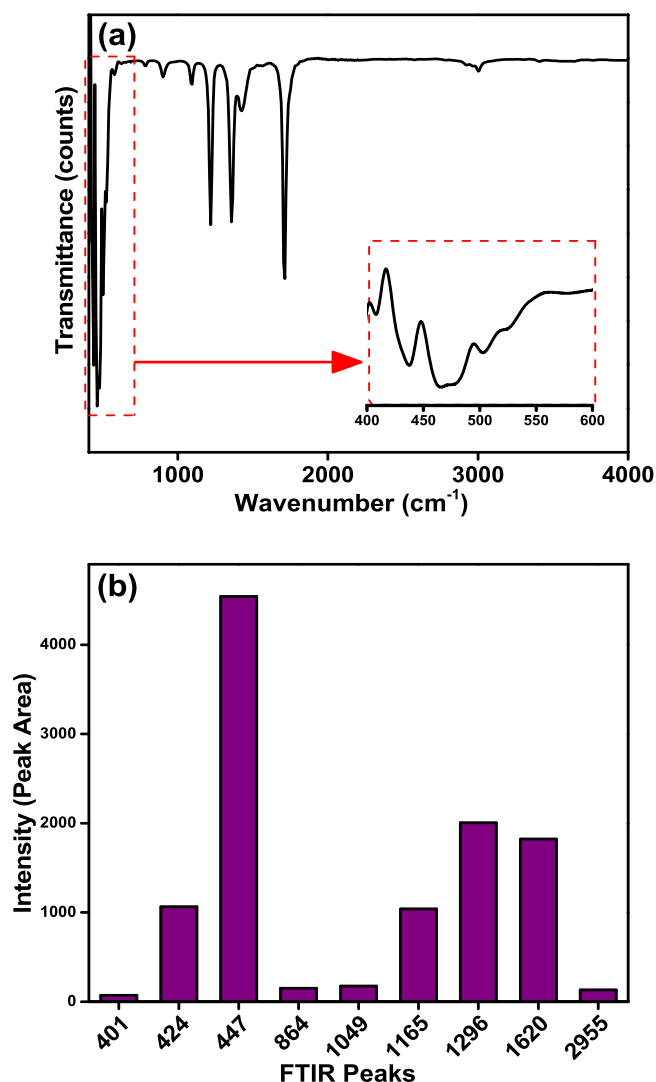 (a)
Transmittance (counts)
400 450 500 550 600
1000 2000 3000 4000
Wavenumber (cm⁻¹)
(b)
Intensity (Peak Area)
4000
3000
2000
1000
0
401 424 447 864 1049 1165 1296 1620 2955
FTIR Peaks